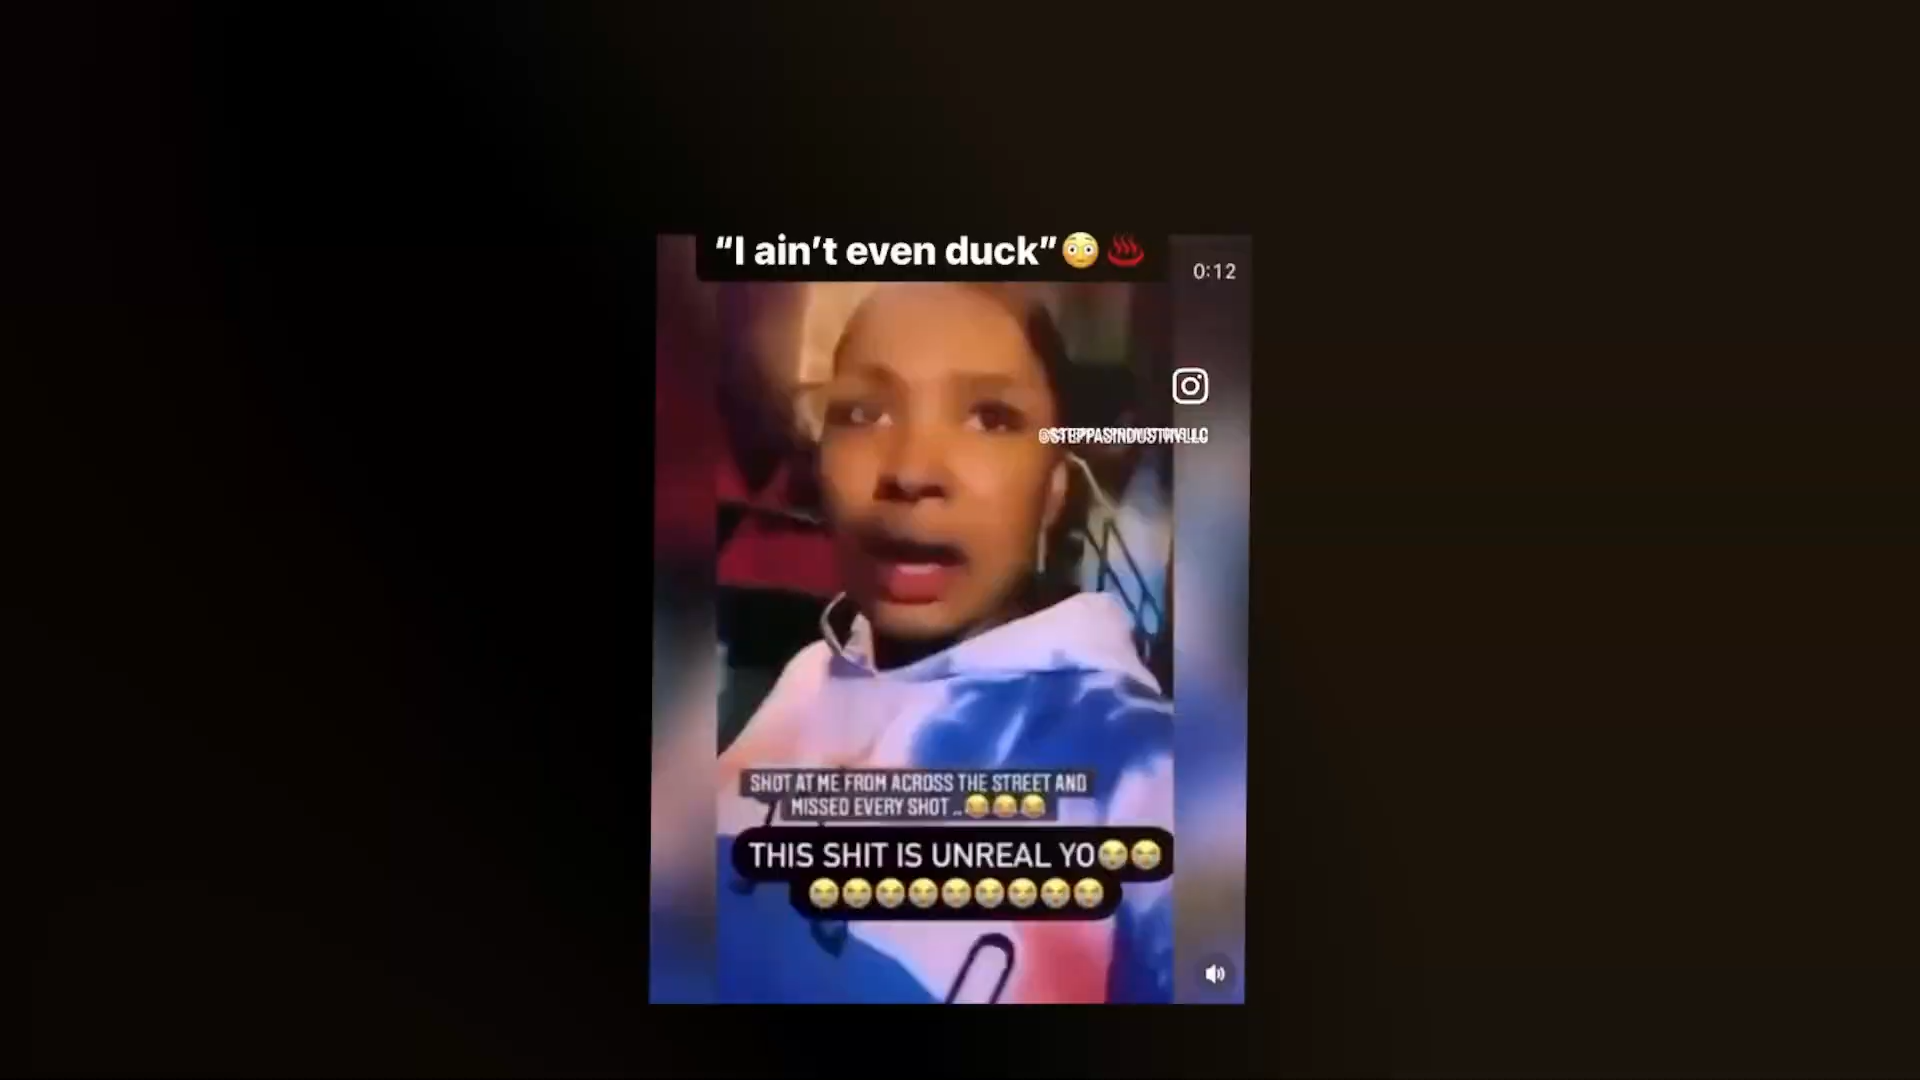 “I ain’t even duck”😳♨️
0:12
SHOT AT ME FROM ACROSS THE STREET AND
MISSED EVERY SHOT ..😂😂😂
THIS SHIT IS UNREAL YO😭😭
😭😭😭😭😭😭😭😭😭